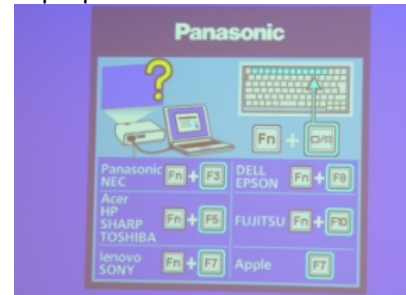 Panasonic
?
Fn +
Panasonic
NEC
Fn + F3
DELL
EPSON
Fn + F8
Acer
HP
SHARP
TOSHIBA
Fn + F5
FUJITSU Fn + F10
lenovo
SONY
Fn + F7
Apple F7